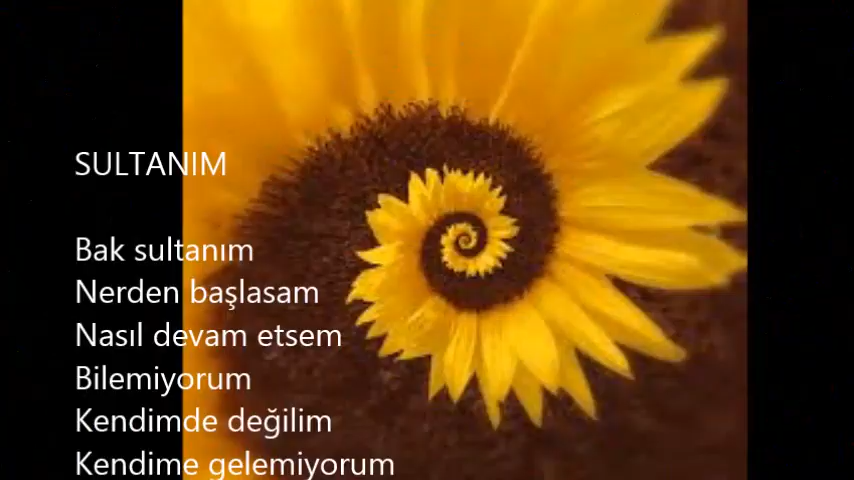 SULTANIM
Bak sultanım
Nerden başlasam
Nasıl devam etsem
Bilemiyorum
Kendimde değilim
Kendime gelemiyorum